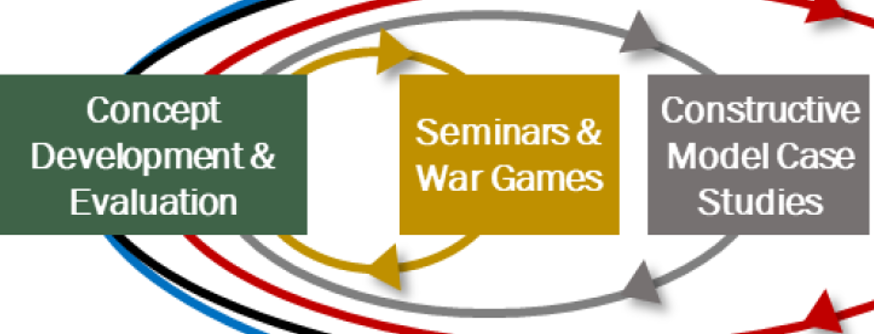 Concept
Development &
Evaluation
Seminars &
War Games
Constructive
Model Case
Studies